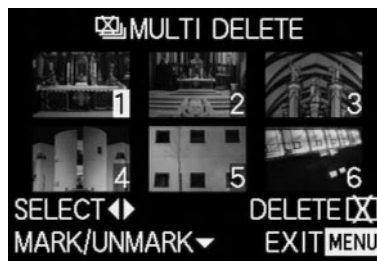 MULTI DELETE
1 2 3
4 5 6
SELECT DELETE
MARK/UNMARK EXIT MENU